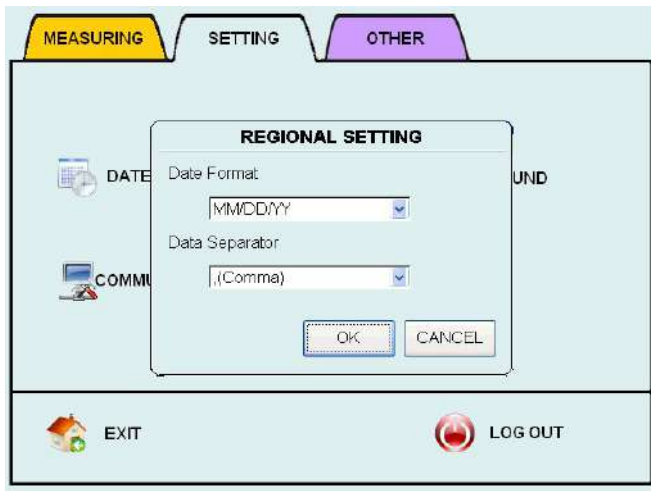 MEASURING SETTING OTHER
REGIONAL SETTING
DATE Date Format UND
MM/DD/YY
Data Separator
COMMU ,(Comma)
OK CANCEL
EXIT LOG OUT